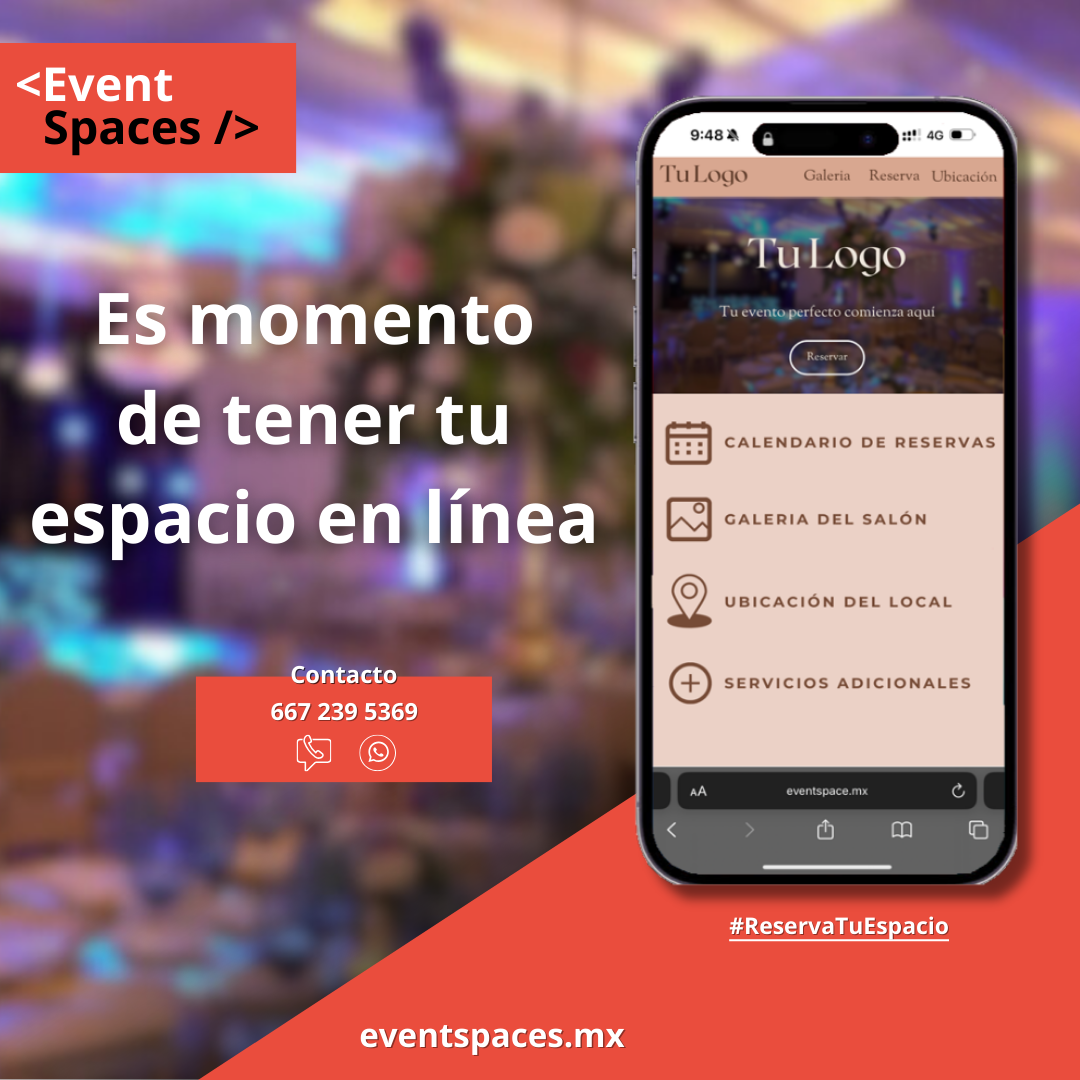 <Event
Spaces />
Es momento
de tener tu
espacio en línea
Contacto
667 239 5369
9:48
4G
Tu Logo
Galeria
Reserva
Ubicación
Tu Logo
Tu evento perfecto comienza aquí
Reservar
CALENDARIO DE RESERVAS
GALERIA DEL SALÓN
UBICACIÓN DEL LOCAL
SERVICIOS ADICIONALES
AA
eventspace.mx
#ReservaTuEspacio
eventspaces.mx